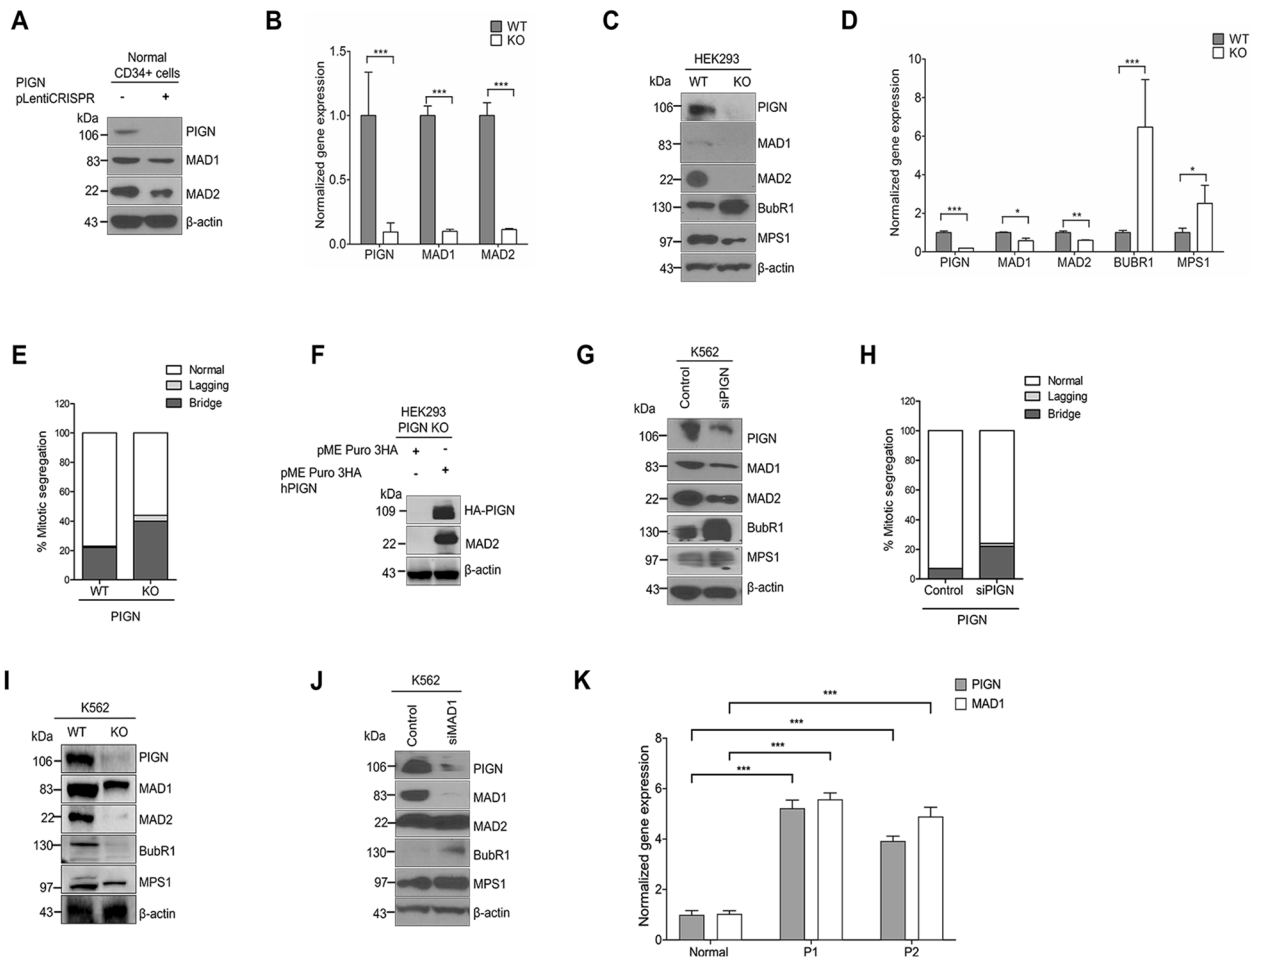 A
Normal
CD34+ cells
PIGN
pLentiCRISPR
- +
kDa
106 PIGN
83 MAD1
22 MAD2
43 β-actin
B
WT
KO
Normalized gene expression
1.5
1.0
0.5
0.0
*** *** ***
PIGN MAD1 MAD2
C
HEK293
kDa WT KO
106 PIGN
83 MAD1
22 MAD2
130 BubR1
97 MPS1
43 β-actin
D
WT
KO
Normalized gene expression
10
8
6
4
2
0
*** * ** *** *
PIGN MAD1 MAD2 BUBR1 MPS1
E
Normal
Lagging
Bridge
% Mitotic segregation
120
100
80
60
40
20
0
WT KO
PIGN
F
HEK293
PIGN KO
pME Puro 3HA + -
pME Puro 3HA - +
hPIGN
kDa
109 HA-PIGN
22 MAD2
43 β-actin
G
K562
Control siPIGN
kDa
106 PIGN
83 MAD1
22 MAD2
130 BubR1
97 MPS1
43 β-actin
H
Normal
Lagging
Bridge
% Mitotic segregation
120
100
80
60
40
20
0
Control siPIGN
PIGN
I
K562
kDa WT KO
106 PIGN
83 MAD1
22 MAD2
130 BubR1
97 MPS1
43 β-actin
J
K562
Control siMAD1
kDa
106 PIGN
83 MAD1
22 MAD2
130 BubR1
97 MPS1
43 β-actin
K
PIGN
MAD1
Normalized gene expression
8
6
4
2
0
***
***
***
***
Normal P1 P2